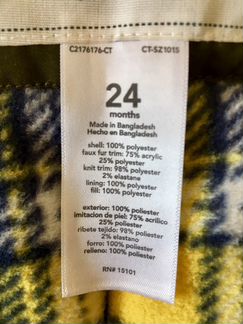 C2176176-CT CT-SZ1015
24
months
Made in Bangladesh
Hecho en Bangladesh
shell: 100% polyester
faux fur trim: 75% acrylic
25% polyester
knit trim: 98% polyester
2% elastane
lining: 100% polyester
fill: 100% polyester
exterior: 100% poliester
imitacion de piel: 75% acrilico
25% poliester
ribete tejido: 98% poliester
2% elastano
forro: 100% poliester
relleno: 100% poliester
RN# 15101